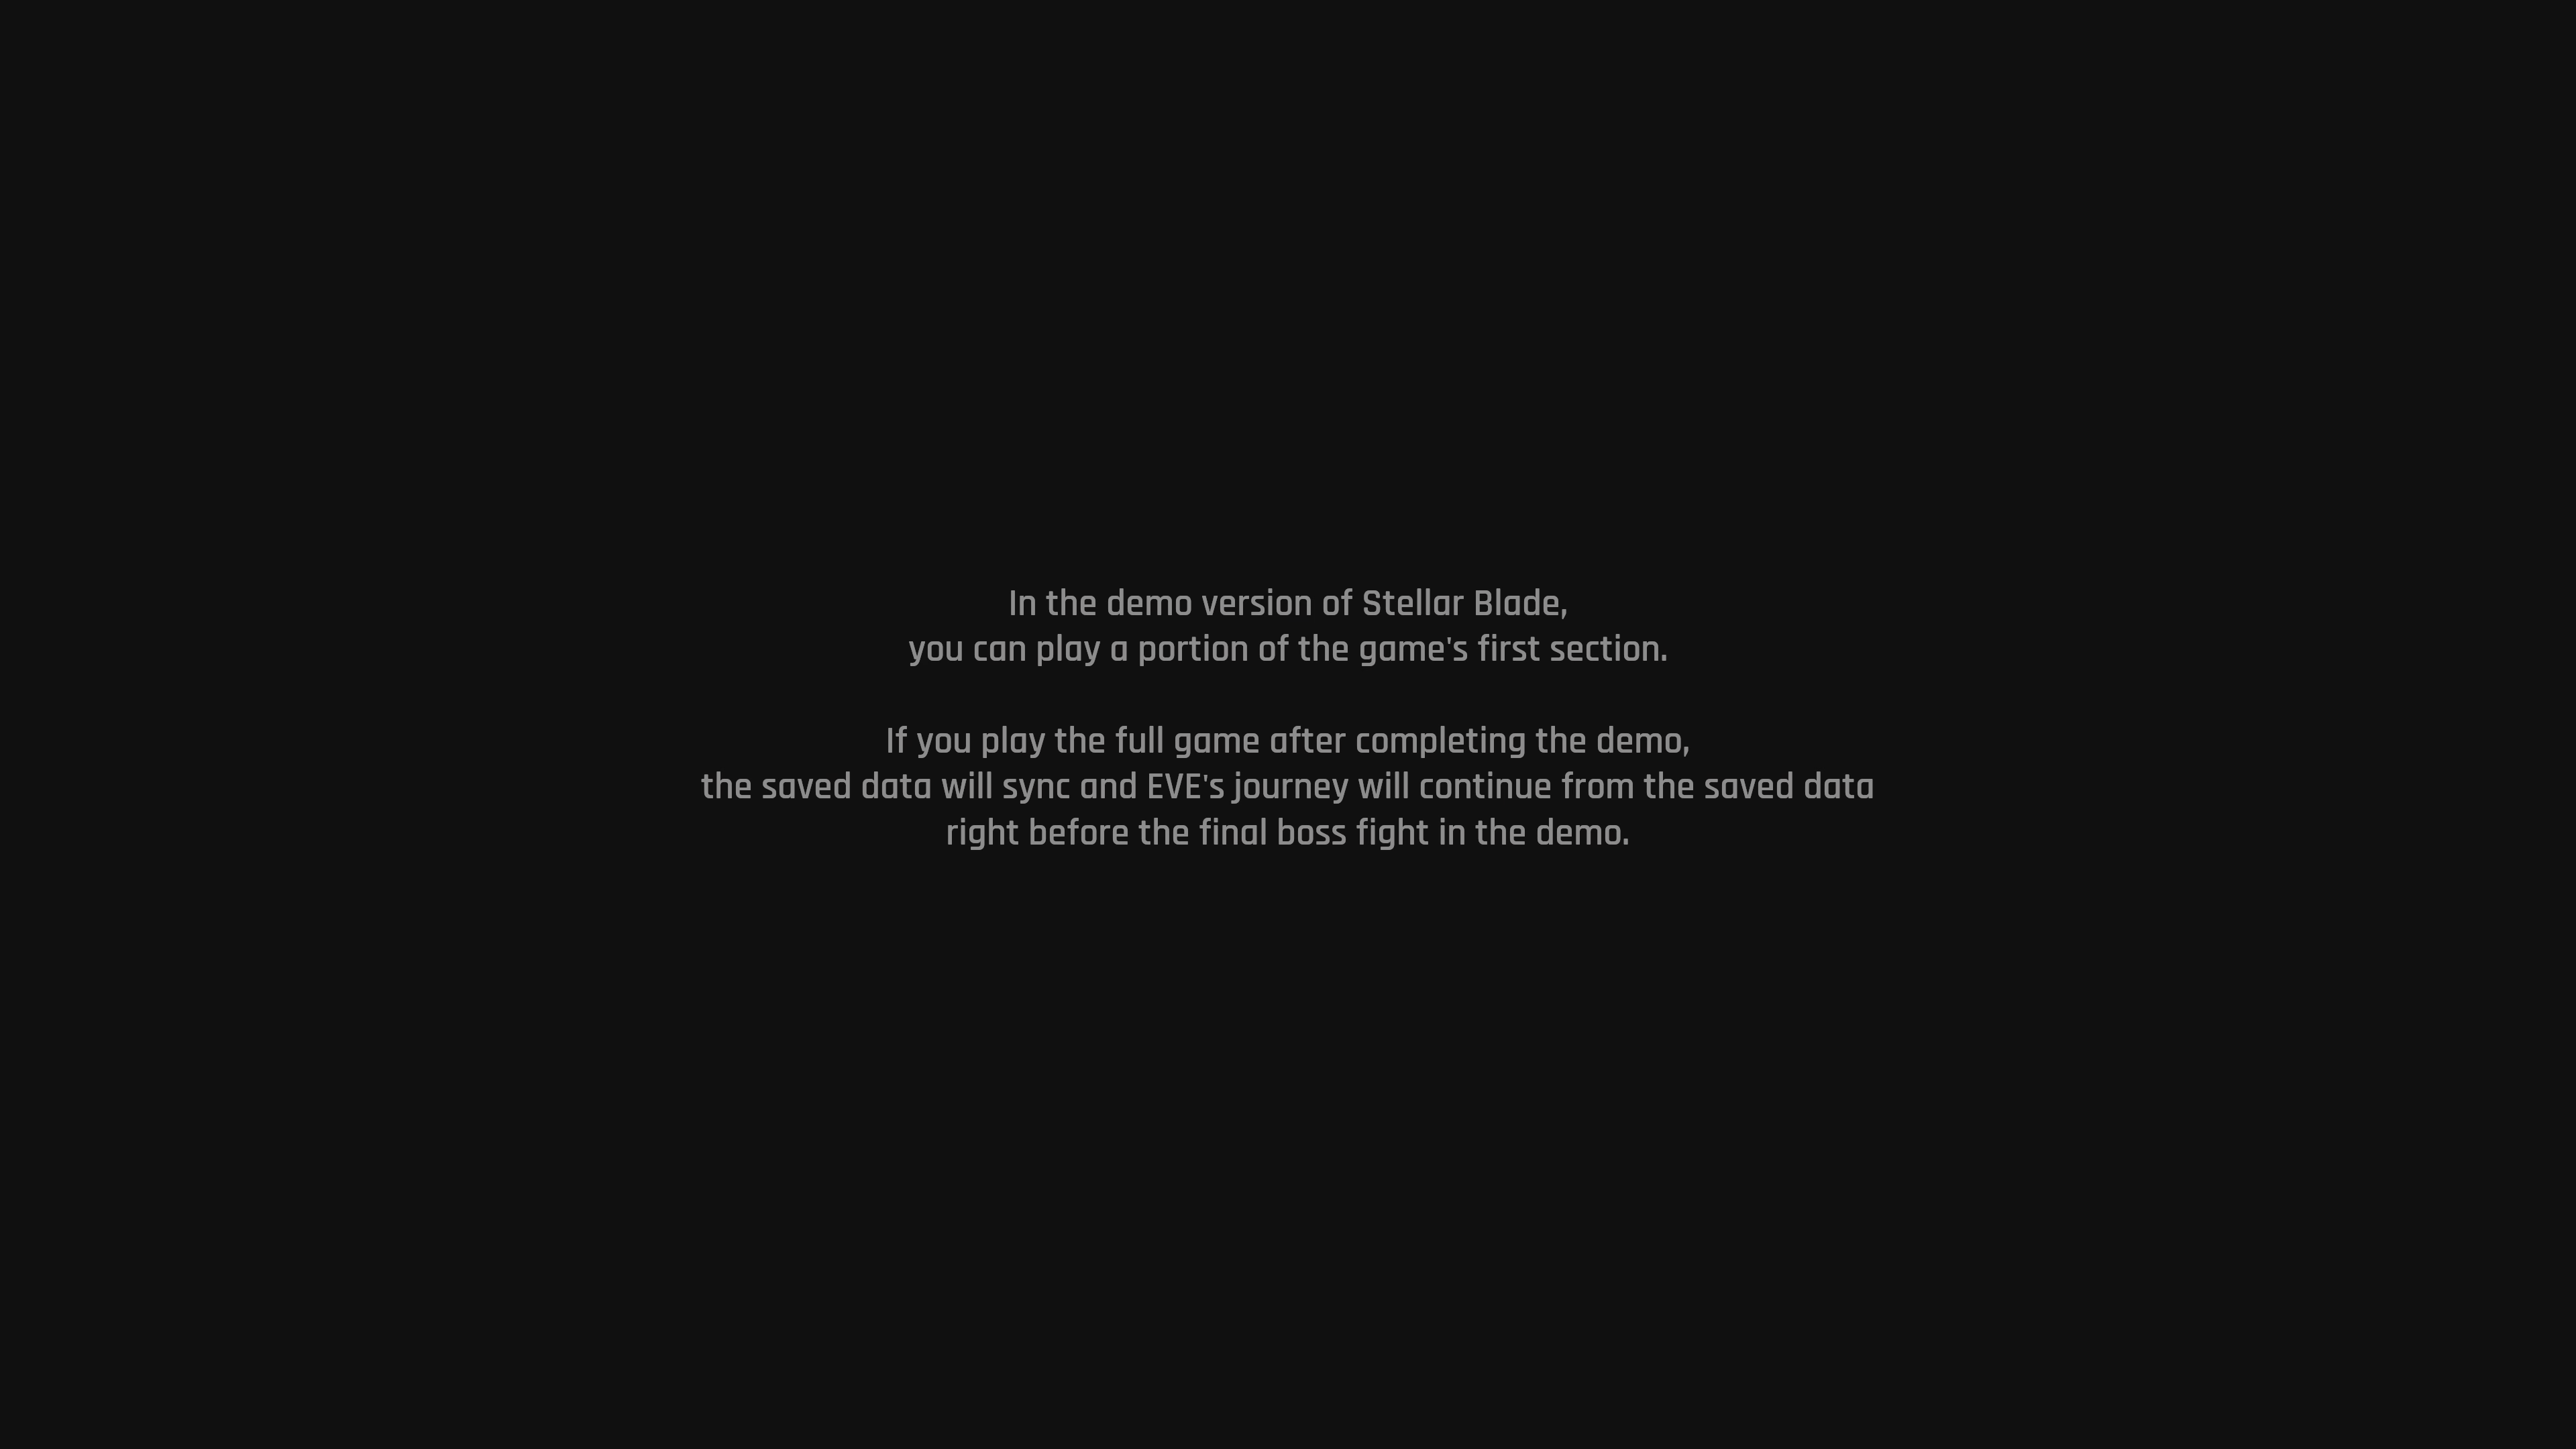 In the demo version of Stellar Blade,
you can play a portion of the game's first section.
If you play the full game after completing the demo,
the saved data will sync and EVE's journey will continue from the saved data
right before the final boss fight in the demo.